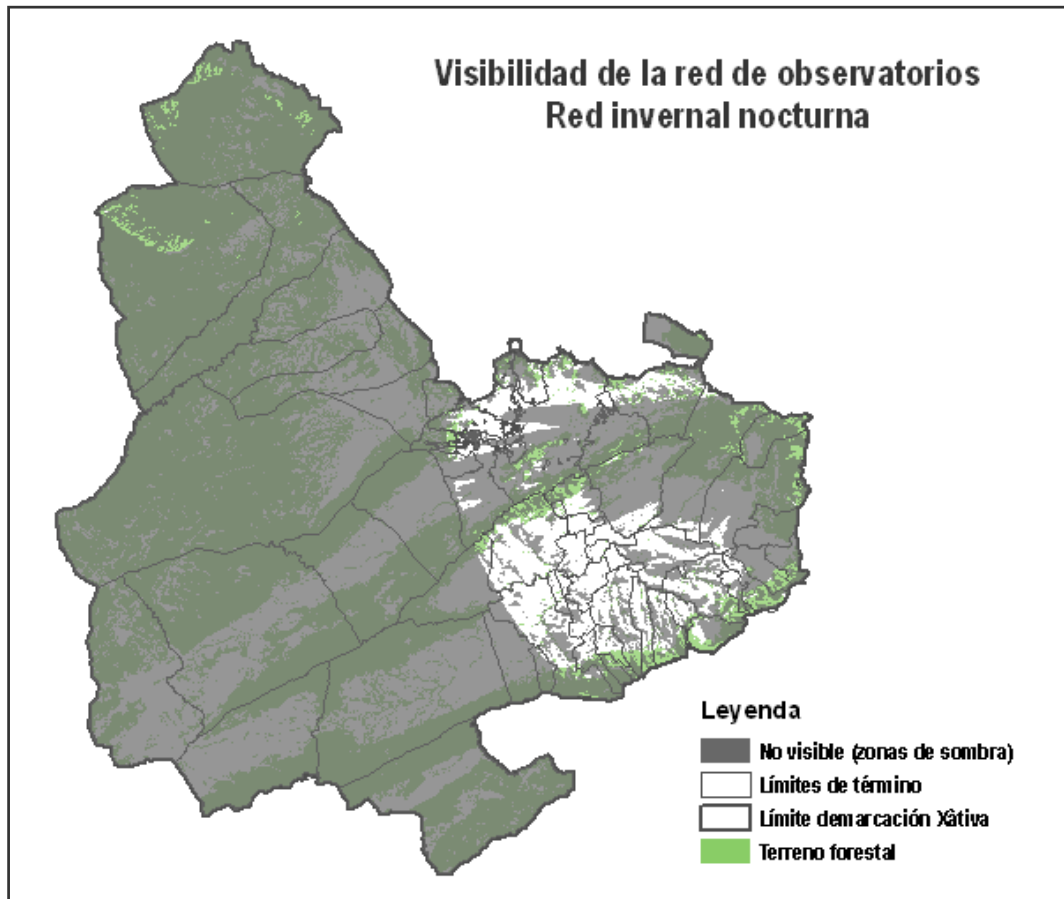 Visibilidad de la red de observatorios
Red invernal nocturna
Leyenda
No visible (zonas de sombra)
Límites de término
Límite demarcación Xâtiva
Terreno forestal